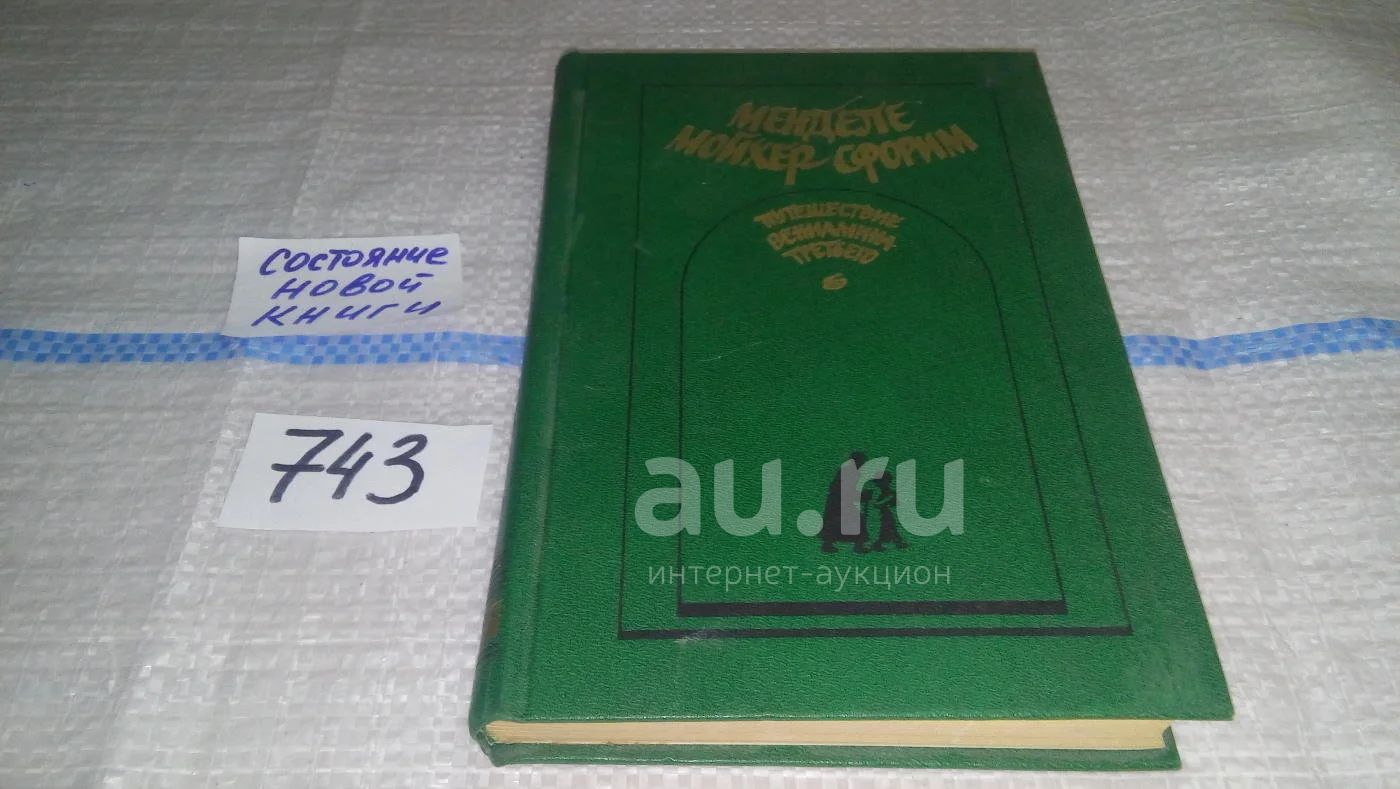 МЕНДЕЛЕ
МОЙХЕР СФОРИМ
ПУТЕШЕСТВИЕ
ВЕНИАМИНА
ТРЕТЬЕГО
СОСТОЯНИЕ
НОВОЙ
КНИГИ
743
au.ru
интернет-аукцион